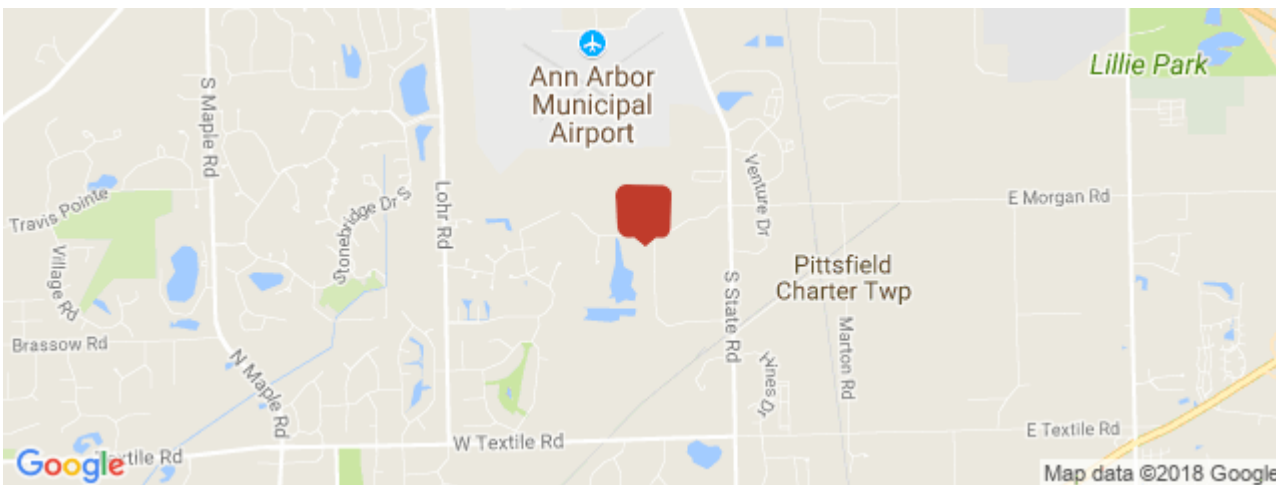 Lillie Park
Ann Arbor
Municipal
Airport
S Maple Rd
Lohr Rd
Venture Dr
Travis Pointe
Stonebridge Dr S
E Morgan Rd
Village Rd
Pittsfield
Charter Twp
S State Rd
Marton Rd
Brassow Rd
N Maple Rd
Hines Dr
W Textile Rd
E Textile Rd
Google
Textile Rd
Map data ©2018 Google